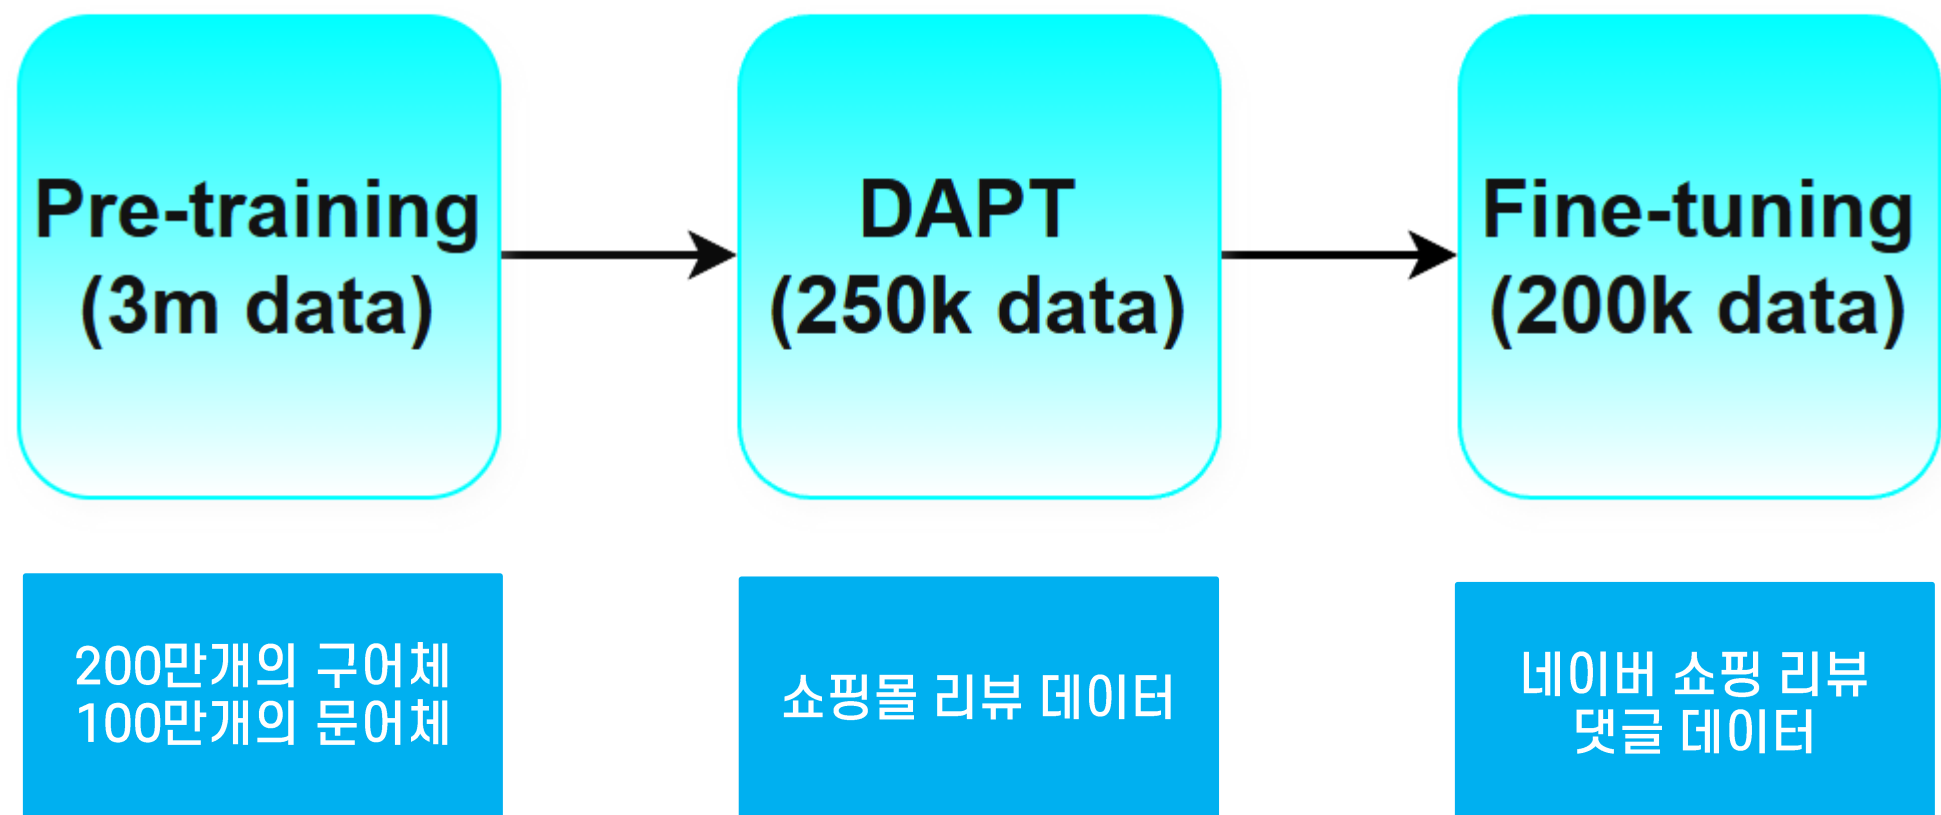 Pre-training
(3m data)
DAPT
(250k data)
Fine-tuning
(200k data)
200만개의 구어체
100만개의 문어체
쇼핑몰 리뷰 데이터
네이버 쇼핑 리뷰
댓글 데이터